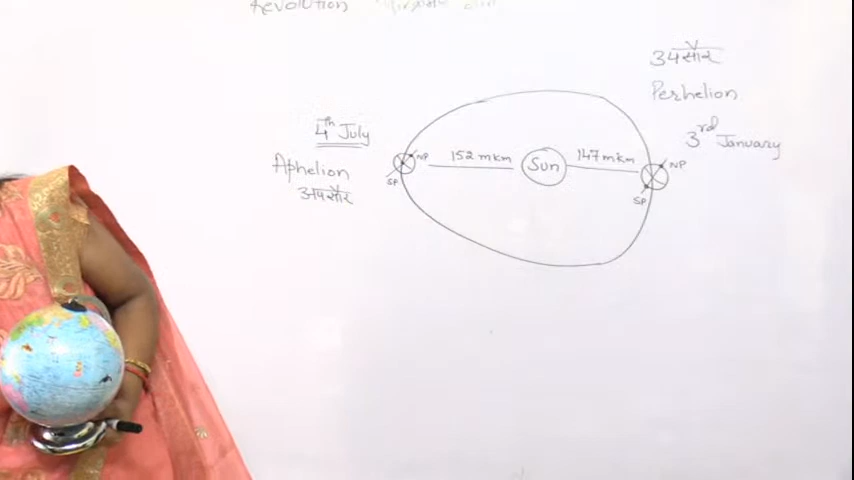 Revolution
उपसौर
Perhelion
3rd January
4th July
Aphelion
अपसौर
NP
SP
152 mkm
Sun
147 mkm
NP
SP